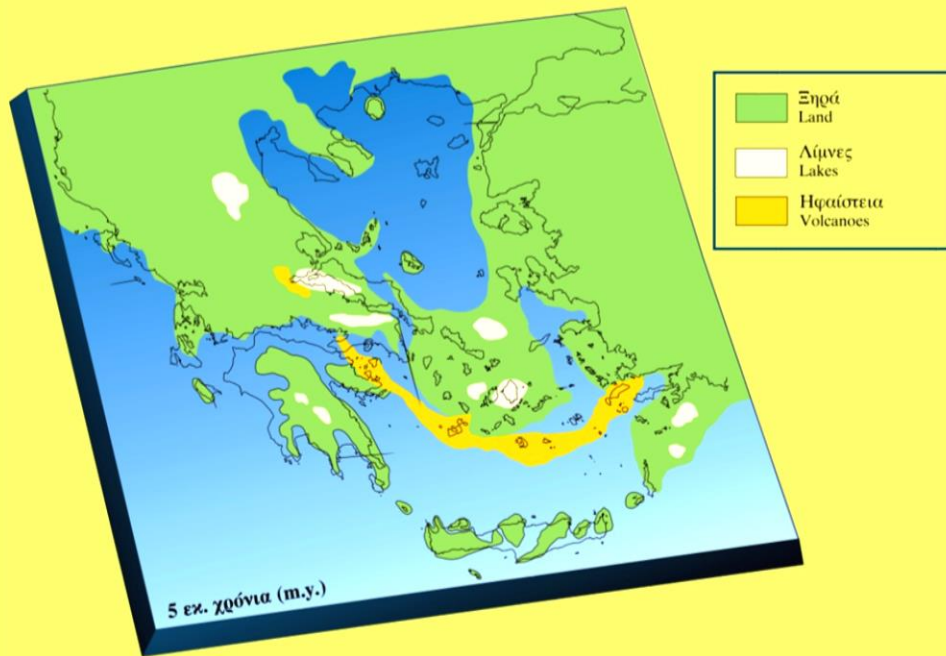 Ξηρά
Land
Λίμνες
Lakes
Ηφαίστεια
Volcanoes
5 εκ. χρόνια (m.y.)